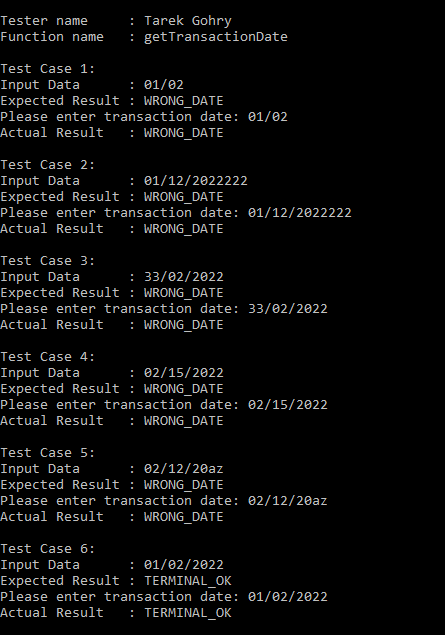 Tester name     : Tarek Gohry
Function name   : getTransactionDate
Test Case 1:
Input Data      : 01/02
Expected Result : WRONG_DATE
Please enter transaction date: 01/02
Actual Result   : WRONG_DATE
Test Case 2:
Input Data      : 01/12/2022222
Expected Result : WRONG_DATE
Please enter transaction date: 01/12/2022222
Actual Result   : WRONG_DATE
Test Case 3:
Input Data      : 33/02/2022
Expected Result : WRONG_DATE
Please enter transaction date: 33/02/2022
Actual Result   : WRONG_DATE
Test Case 4:
Input Data      : 02/15/2022
Expected Result : WRONG_DATE
Please enter transaction date: 02/15/2022
Actual Result   : WRONG_DATE
Test Case 5:
Input Data      : 02/12/20az
Expected Result : WRONG_DATE
Please enter transaction date: 02/12/20az
Actual Result   : WRONG_DATE
Test Case 6:
Input Data      : 01/02/2022
Expected Result : TERMINAL_OK
Please enter transaction date: 01/02/2022
Actual Result   : TERMINAL_OK